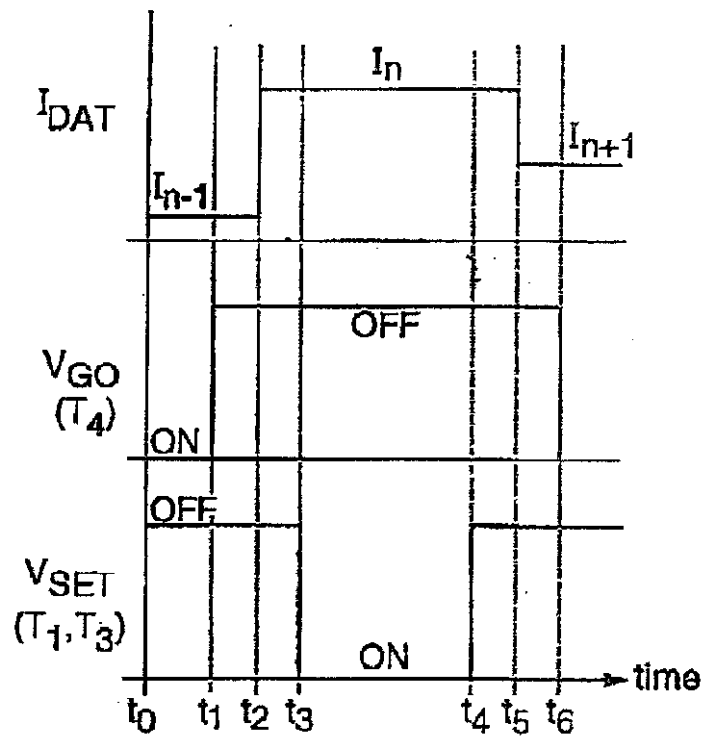 I_n
I_DAT
I_n+1
I_n-1
OFF
V_GO
(T_4)
ON
OFF
V_SET
(T_1,T_3)
ON
time
t_0 t_1 t_2 t_3 t_4 t_5 t_6